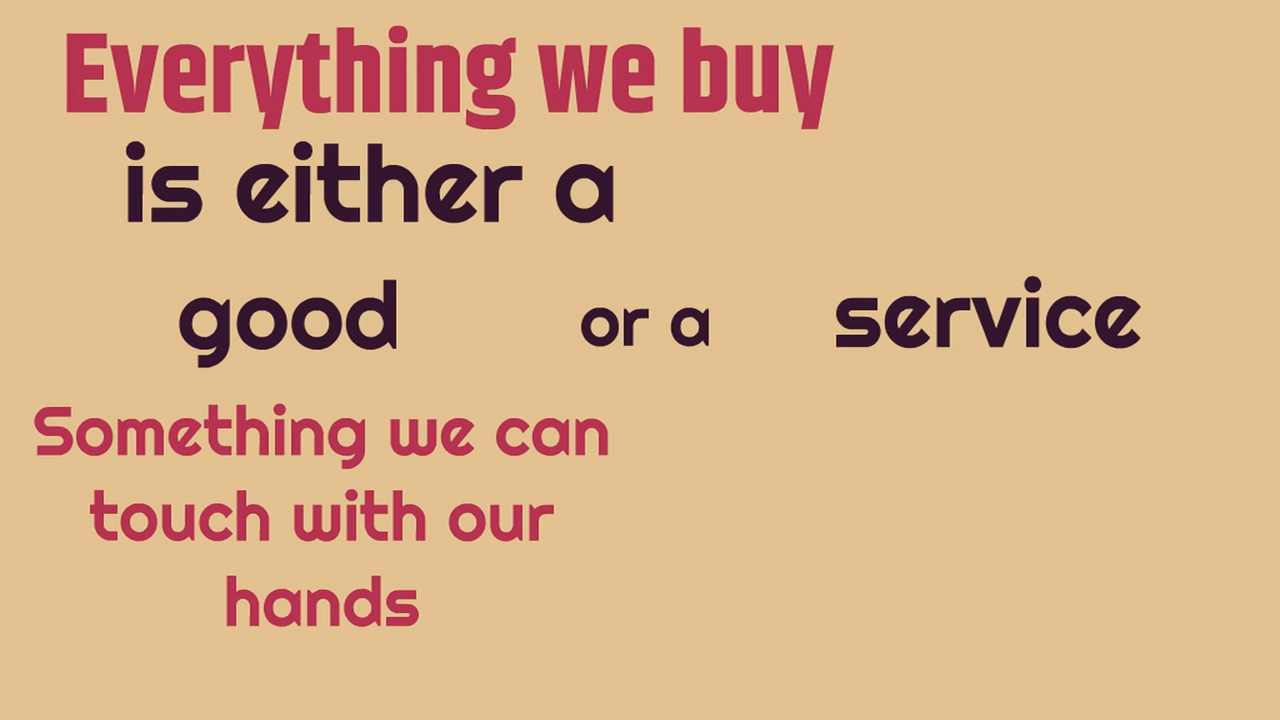 Everything we buy
is either a
good or a service
Something we can
touch with our
hands